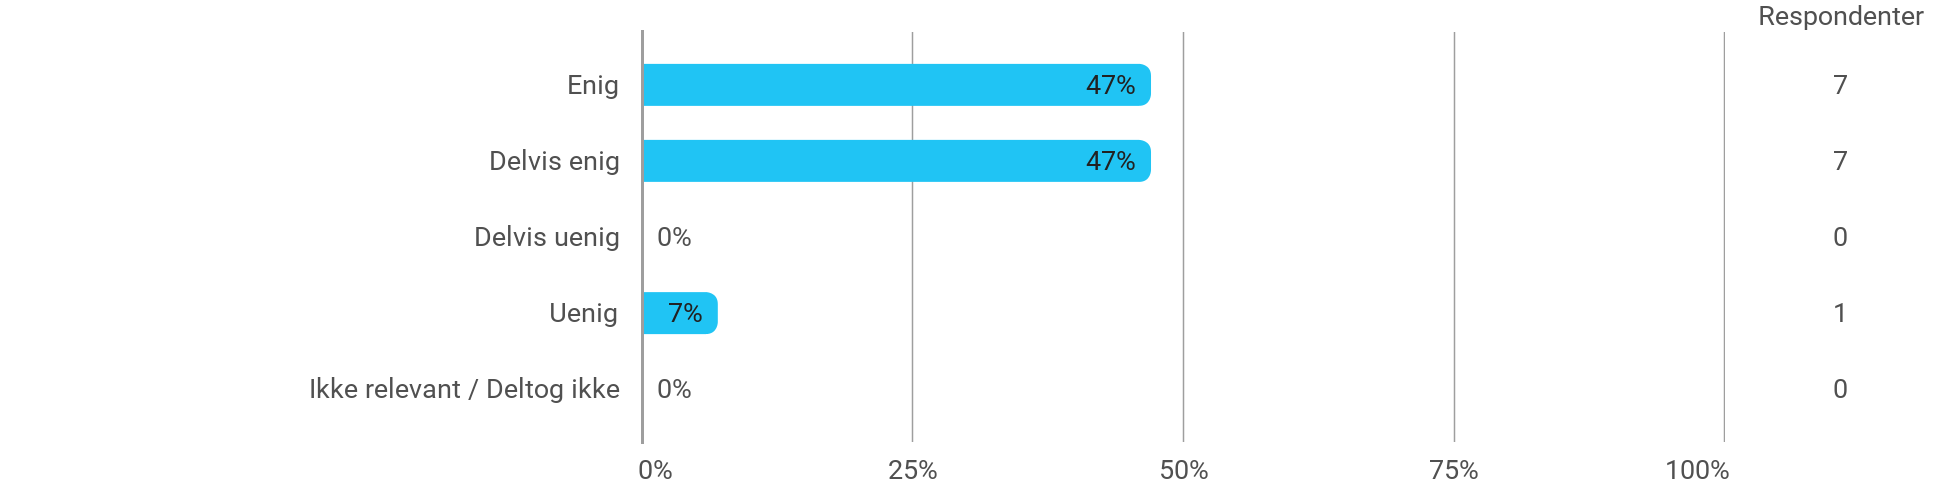 Respondenter
Enig 47% 7
Delvis enig 47% 7
Delvis uenig 0% 0
Uenig 7% 1
Ikke relevant / Deltog ikke 0% 0
0% 25% 50% 75% 100%